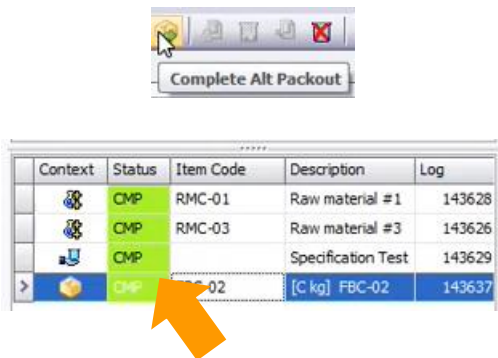 Complete Alt Packout
Context Status Item Code Description Log
CMP RMC-01 Raw material #1 143628
CMP RMC-03 Raw material #3 143626
CMP Specification Test 143629
CMP [C kg] FBC-02 143637